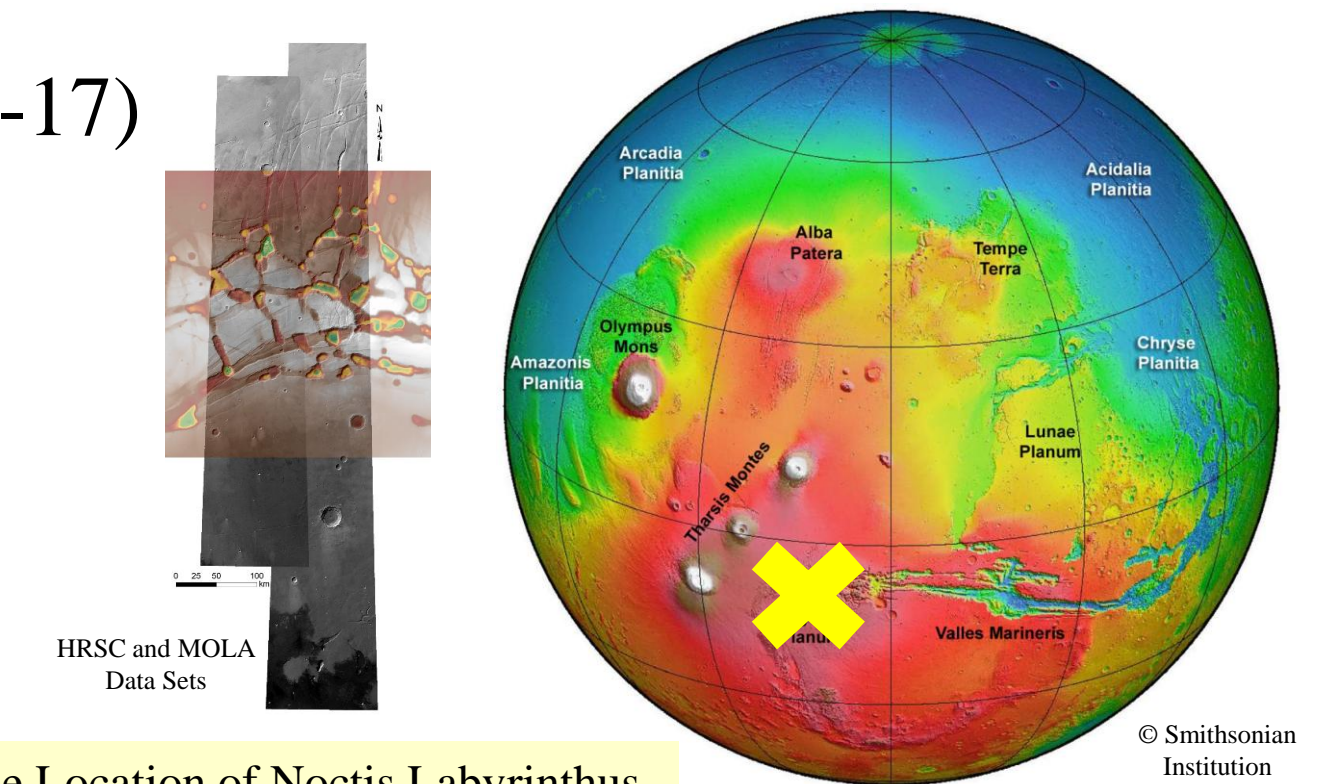 -17)
N
0 25 50 100
km
HRSC and MOLA
Data Sets
Arcadia
Planitia
Acidalia
Planitia
Alba
Patera
Tempe
Terra
Olympus
Mons
Amazonis
Planitia
Chryse
Planitia
Lunae
Planum
Tharsis Montes
Valles Marineris
© Smithsonian
Institution
Location of Noctis Labyrinthus